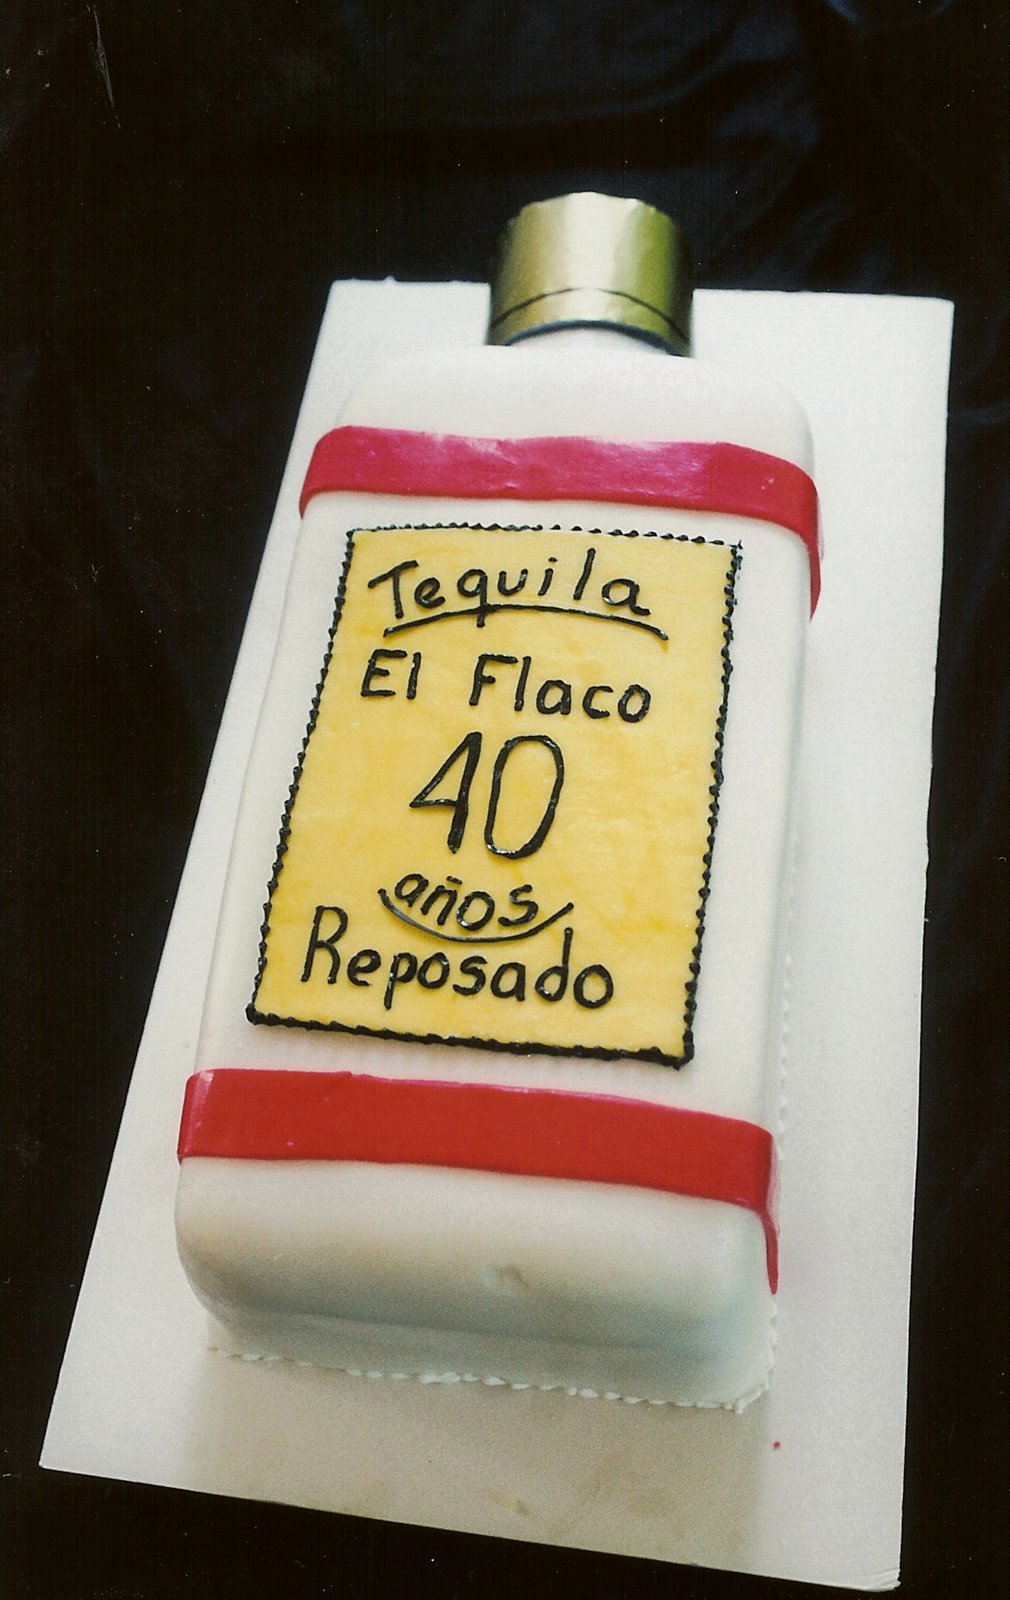 Tequila
El Flaco
40
años
Reposado